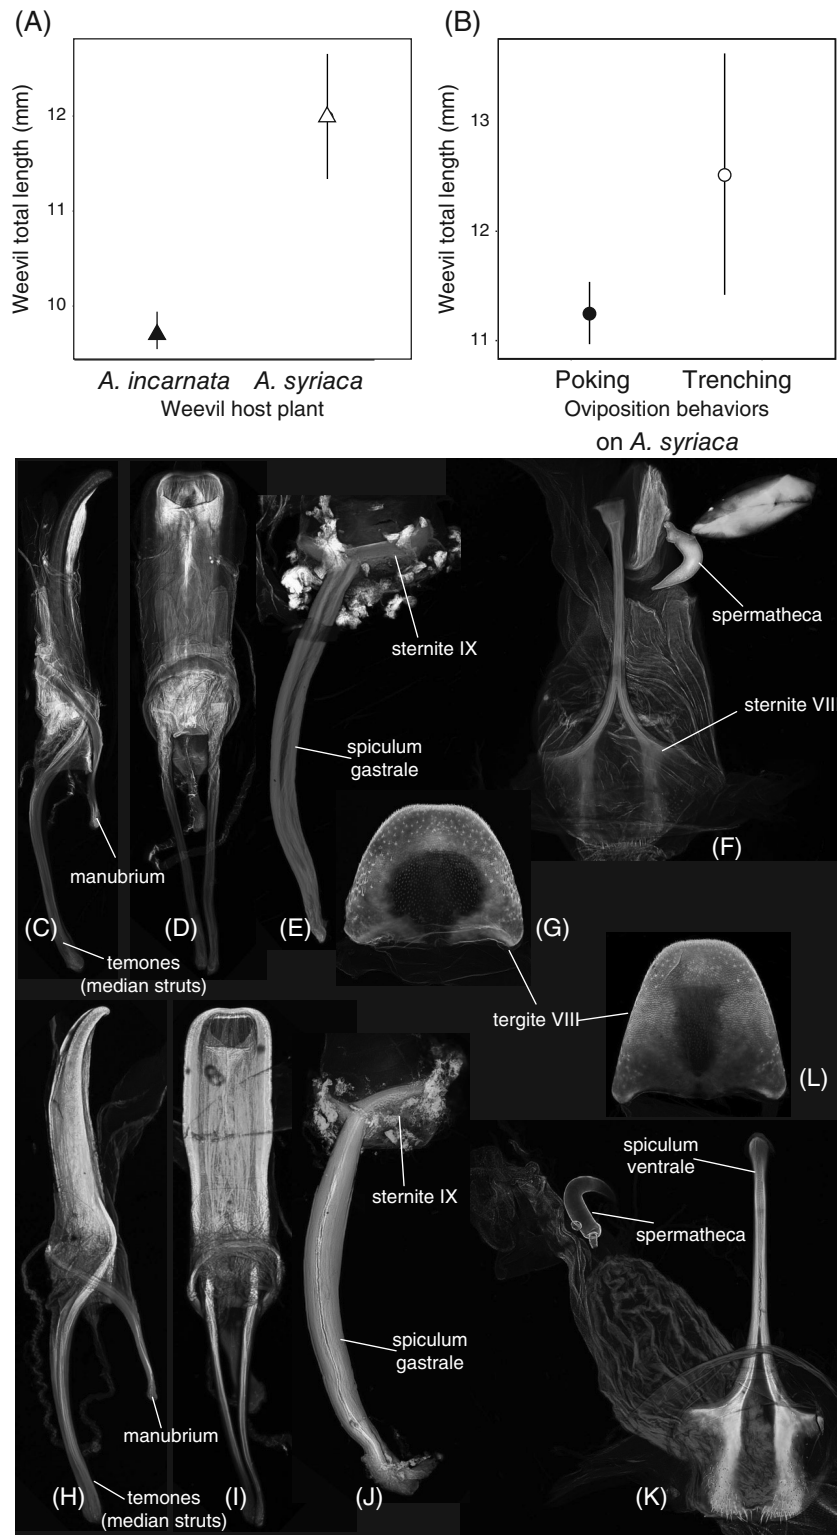 (A)
Weevil total length (mm)
12
11
10
A. incarnata
A. syriaca
Weevil host plant
(B)
Weevil total length (mm)
13
12
11
Poking
Trenching
Oviposition behaviors
on A. syriaca
sternite IX
spermatheca
sternite VII
spiculum
gastrale
manubrium
temones
(median struts)
(C)
(D)
(E)
(F)
(G)
tergite VIII
(L)
sternite IX
spiculum
ventrale
spermatheca
spiculum
gastrale
manubrium
temones
(median struts)
(H)
(I)
(J)
(K)